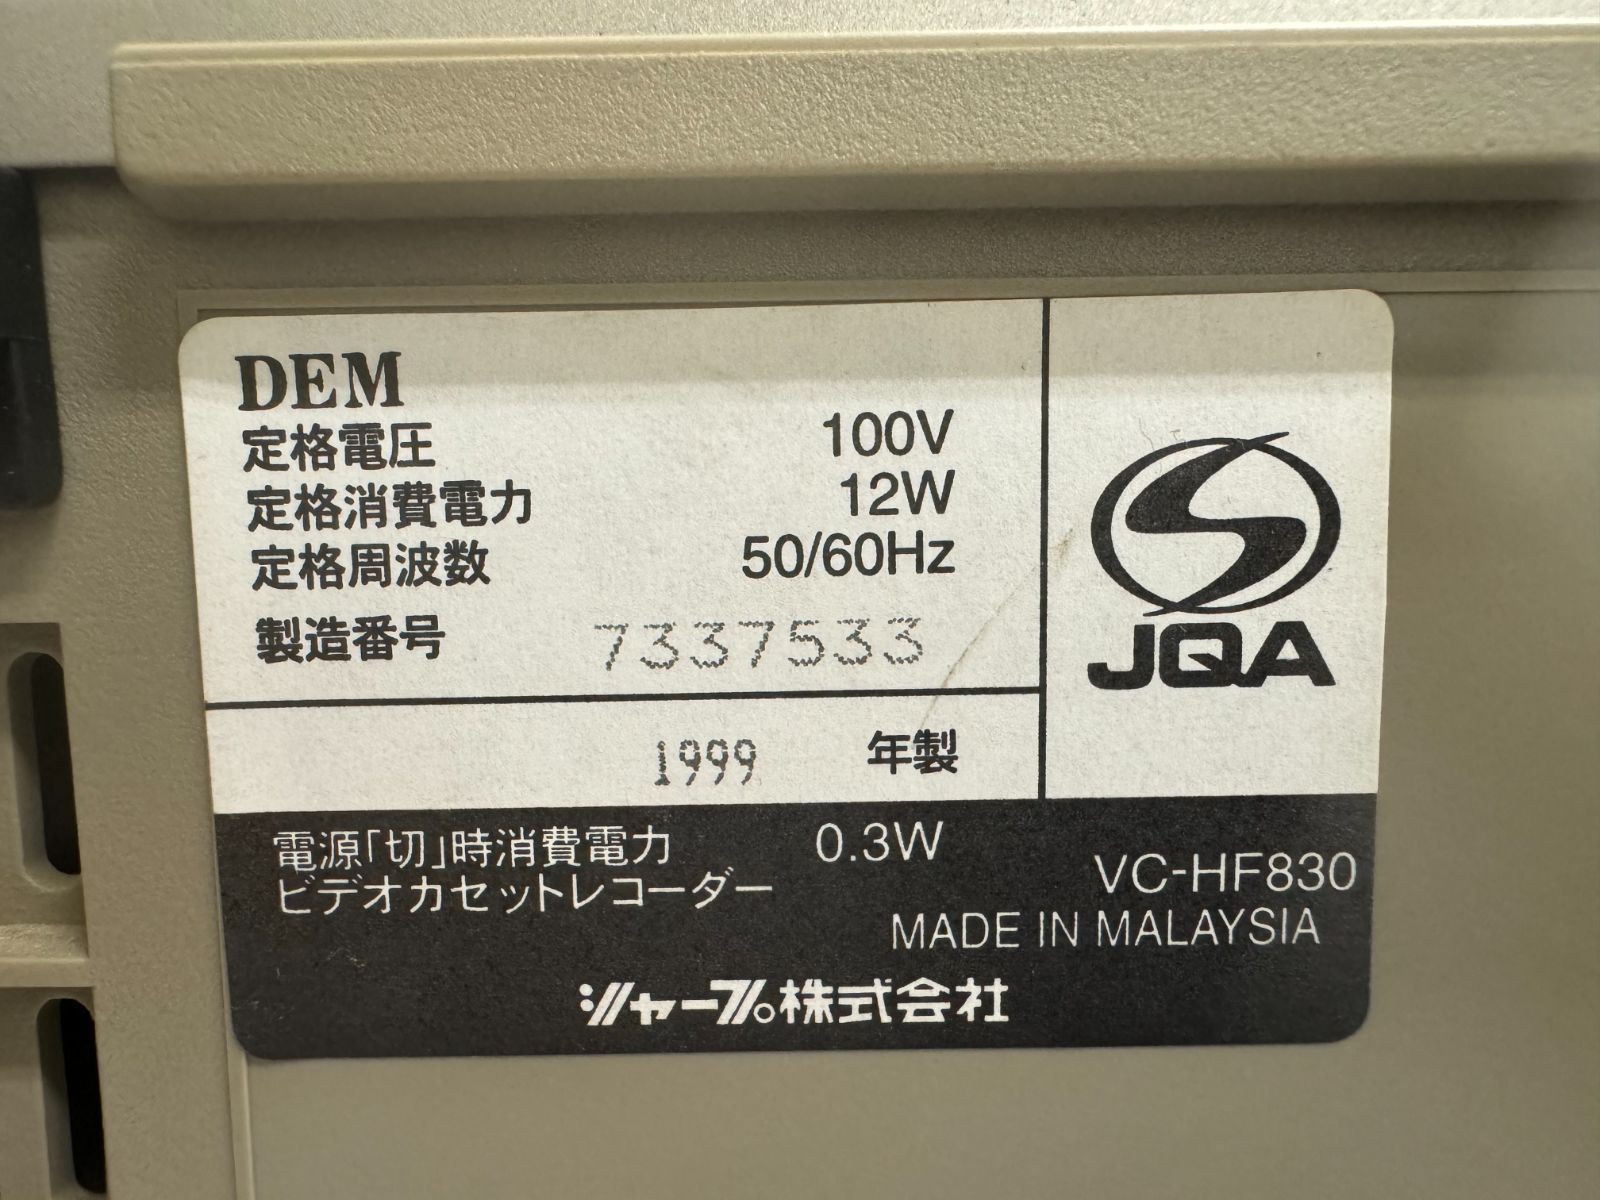 DEM
定格電圧 100V
定格消費電力 12W
定格周波数 50/60Hz
製造番号 7337533
1999 年製
JQA
電源「切」時消費電力 0.3W
ビデオカセットレコーダー VC-HF830
MADE IN MALAYSIA
シャープ株式会社